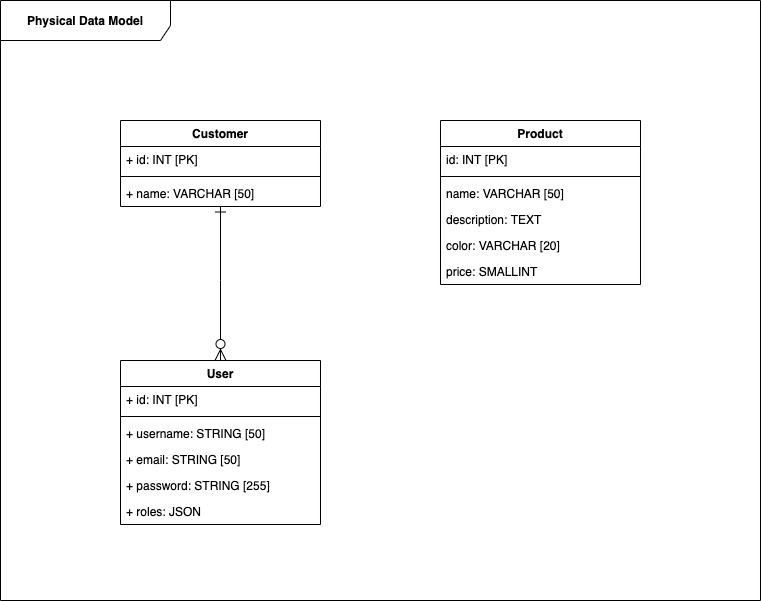 Physical Data Model
Customer
+ id: INT [PK]
+ name: VARCHAR [50]
Product
id: INT [PK]
name: VARCHAR [50]
description: TEXT
color: VARCHAR [20]
price: SMALLINT
User
+ id: INT [PK]
+ username: STRING [50]
+ email: STRING [50]
+ password: STRING [255]
+ roles: JSON